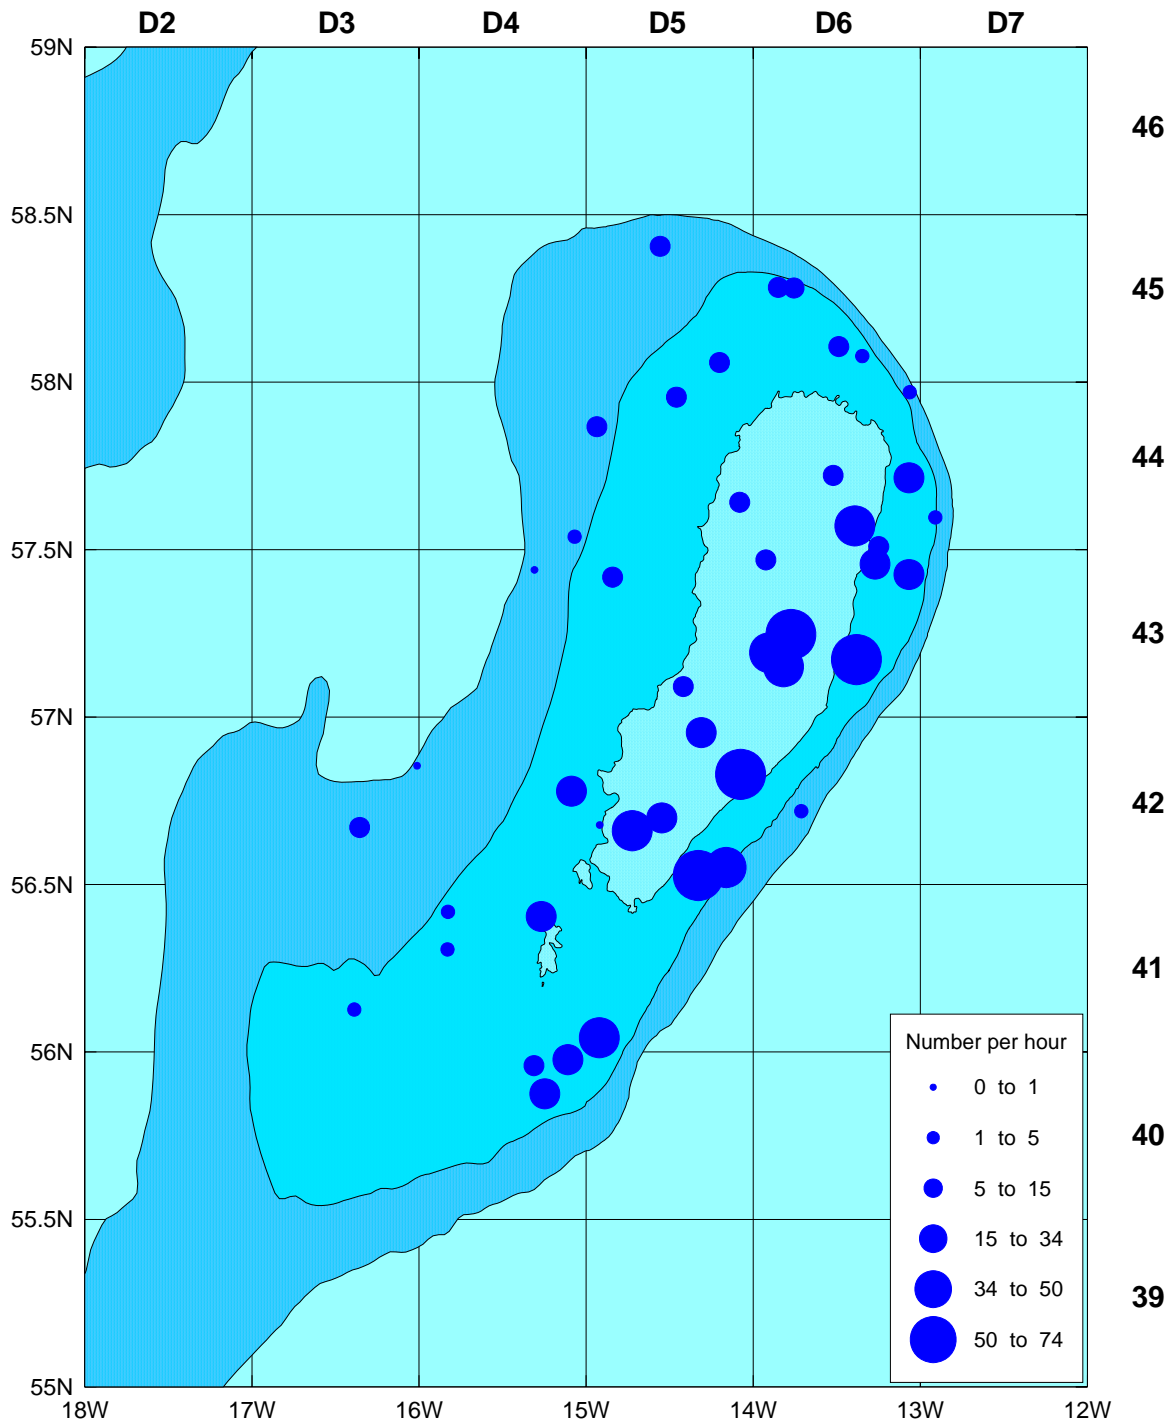 D2 D3 D4 D5 D6 D7
59N
46
58.5N
45
58N
44
57.5N
43
57N
42
56.5N
41
56N
Number per hour
0 to 1
1 to 5
40
5 to 15
55.5N
15 to 34
34 to 50
39
50 to 74
55N
18W 17W 16W 15W 14W 13W 12W